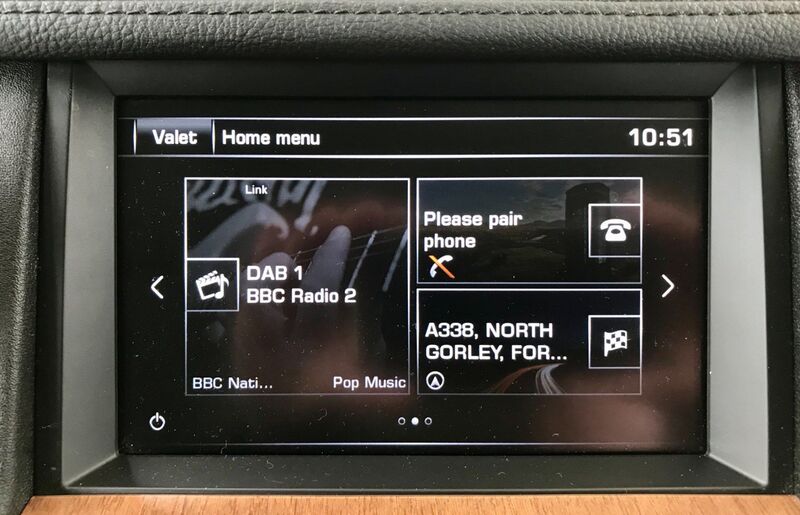 Valet
Home menu
10:51
Link
DAB 1
BBC Radio 2
BBC Nati...
Pop Music
Please pair
phone
A338, NORTH
GORLEY, FOR...